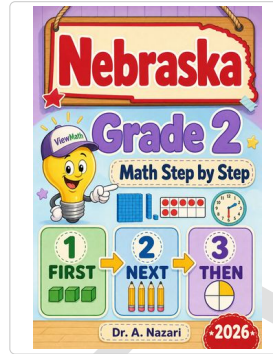 Nebraska
ViewMath
Grade 2
Math Step by Step
1
FIRST
2
NEXT
3
THEN
Dr. A. Nazari
2026